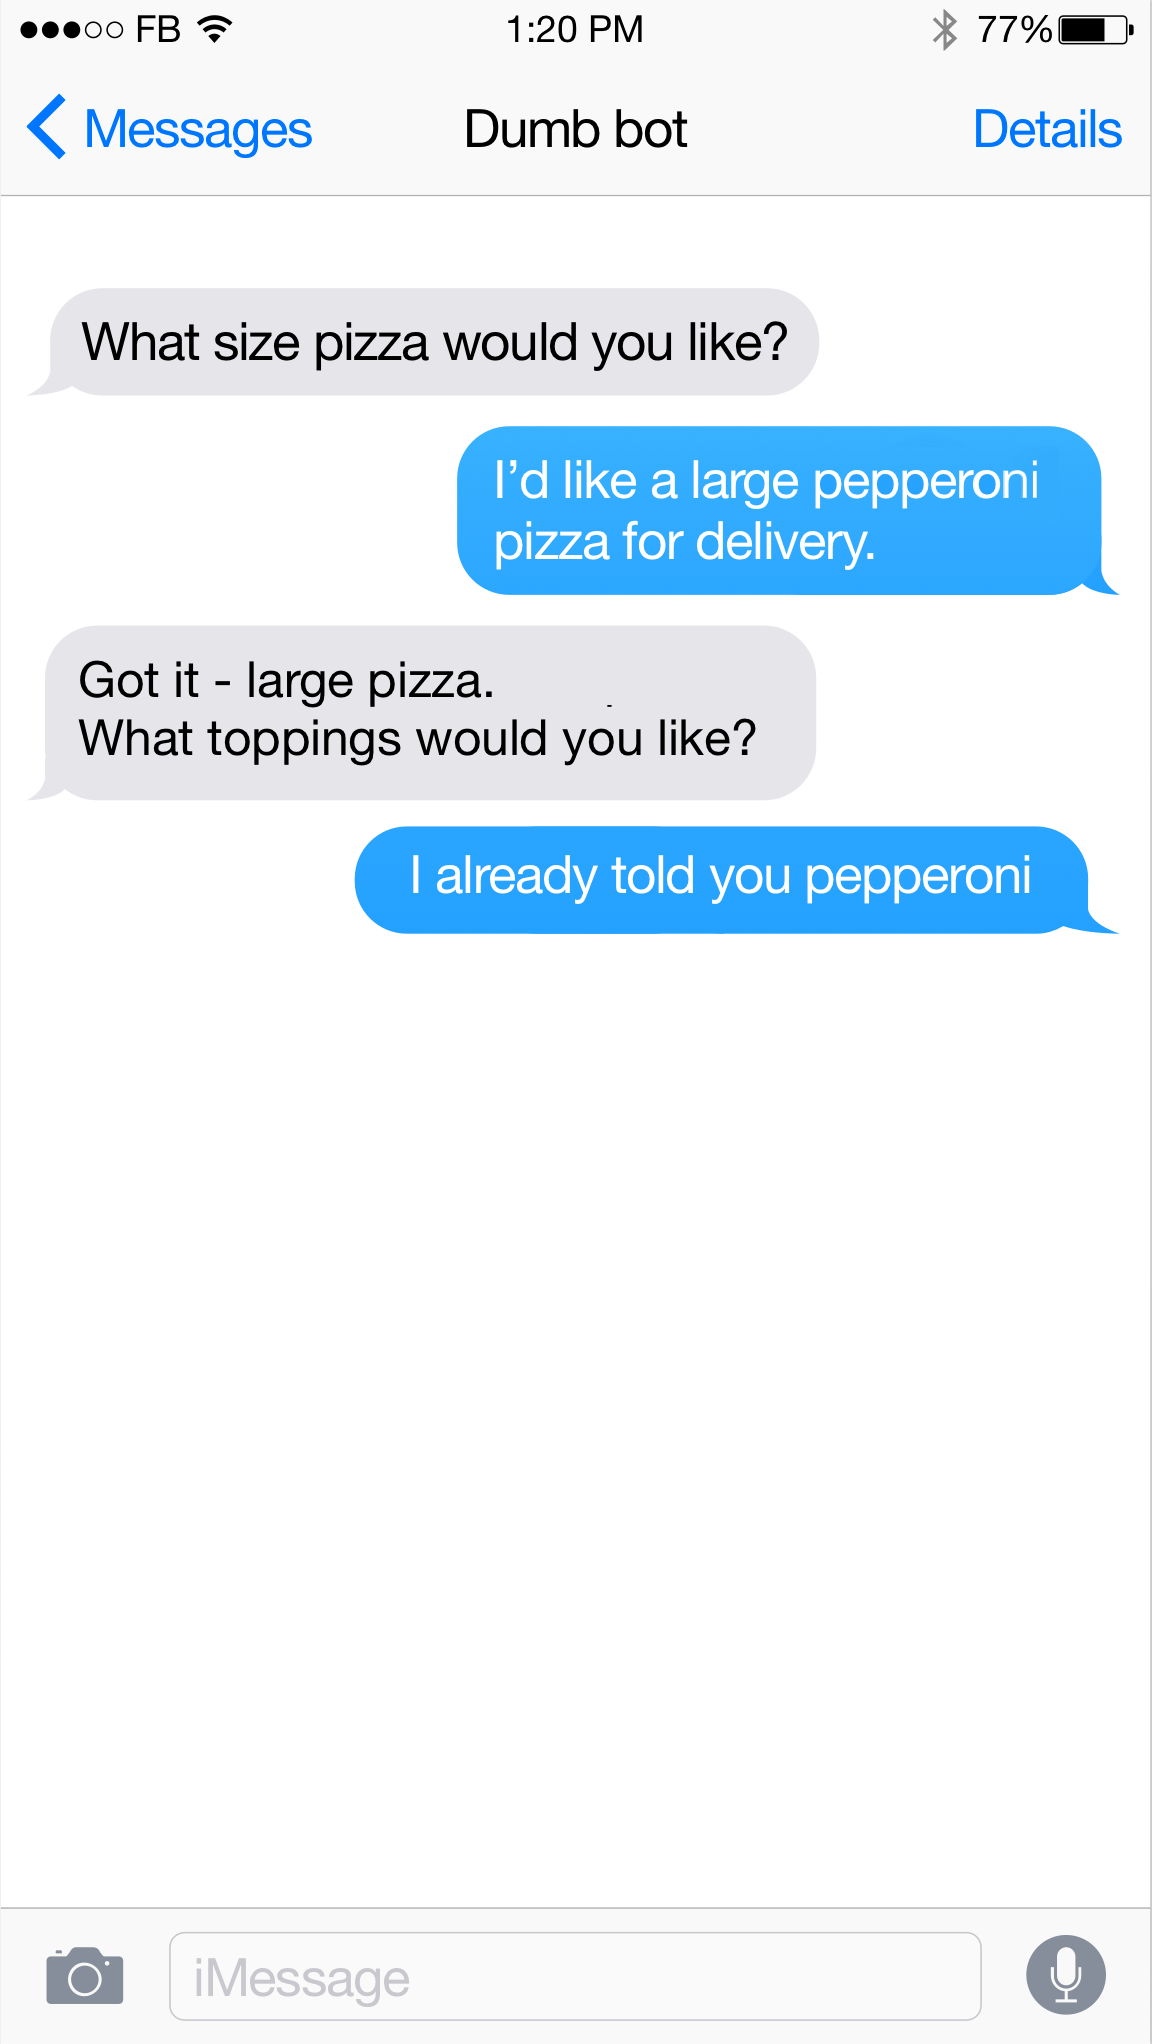 FB 1:20 PM 77%
Messages Dumb bot Details
What size pizza would you like?
I’d like a large pepperoni
pizza for delivery.
Got it - large pizza.
What toppings would you like?
I already told you pepperoni
iMessage